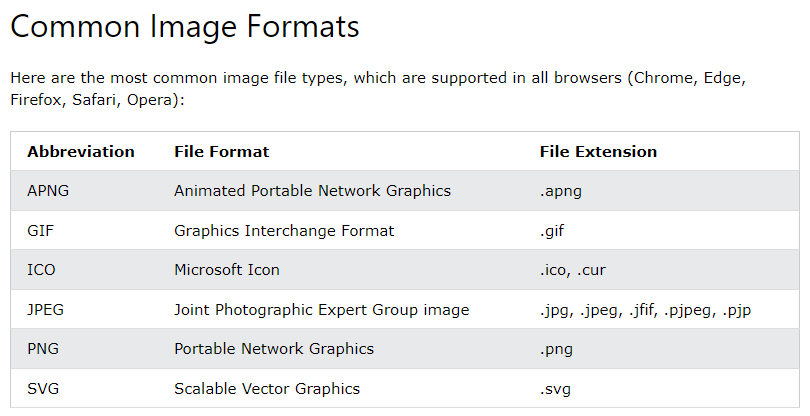 Common Image Formats
Here are the most common image file types, which are supported in all browsers (Chrome, Edge,
Firefox, Safari, Opera):
Abbreviation File Format File Extension
APNG Animated Portable Network Graphics .apng
GIF Graphics Interchange Format .gif
ICO Microsoft Icon .ico, .cur
JPEG Joint Photographic Expert Group image .jpg, .jpeg, .jfif, .pjpeg, .pjp
PNG Portable Network Graphics .png
SVG Scalable Vector Graphics .svg